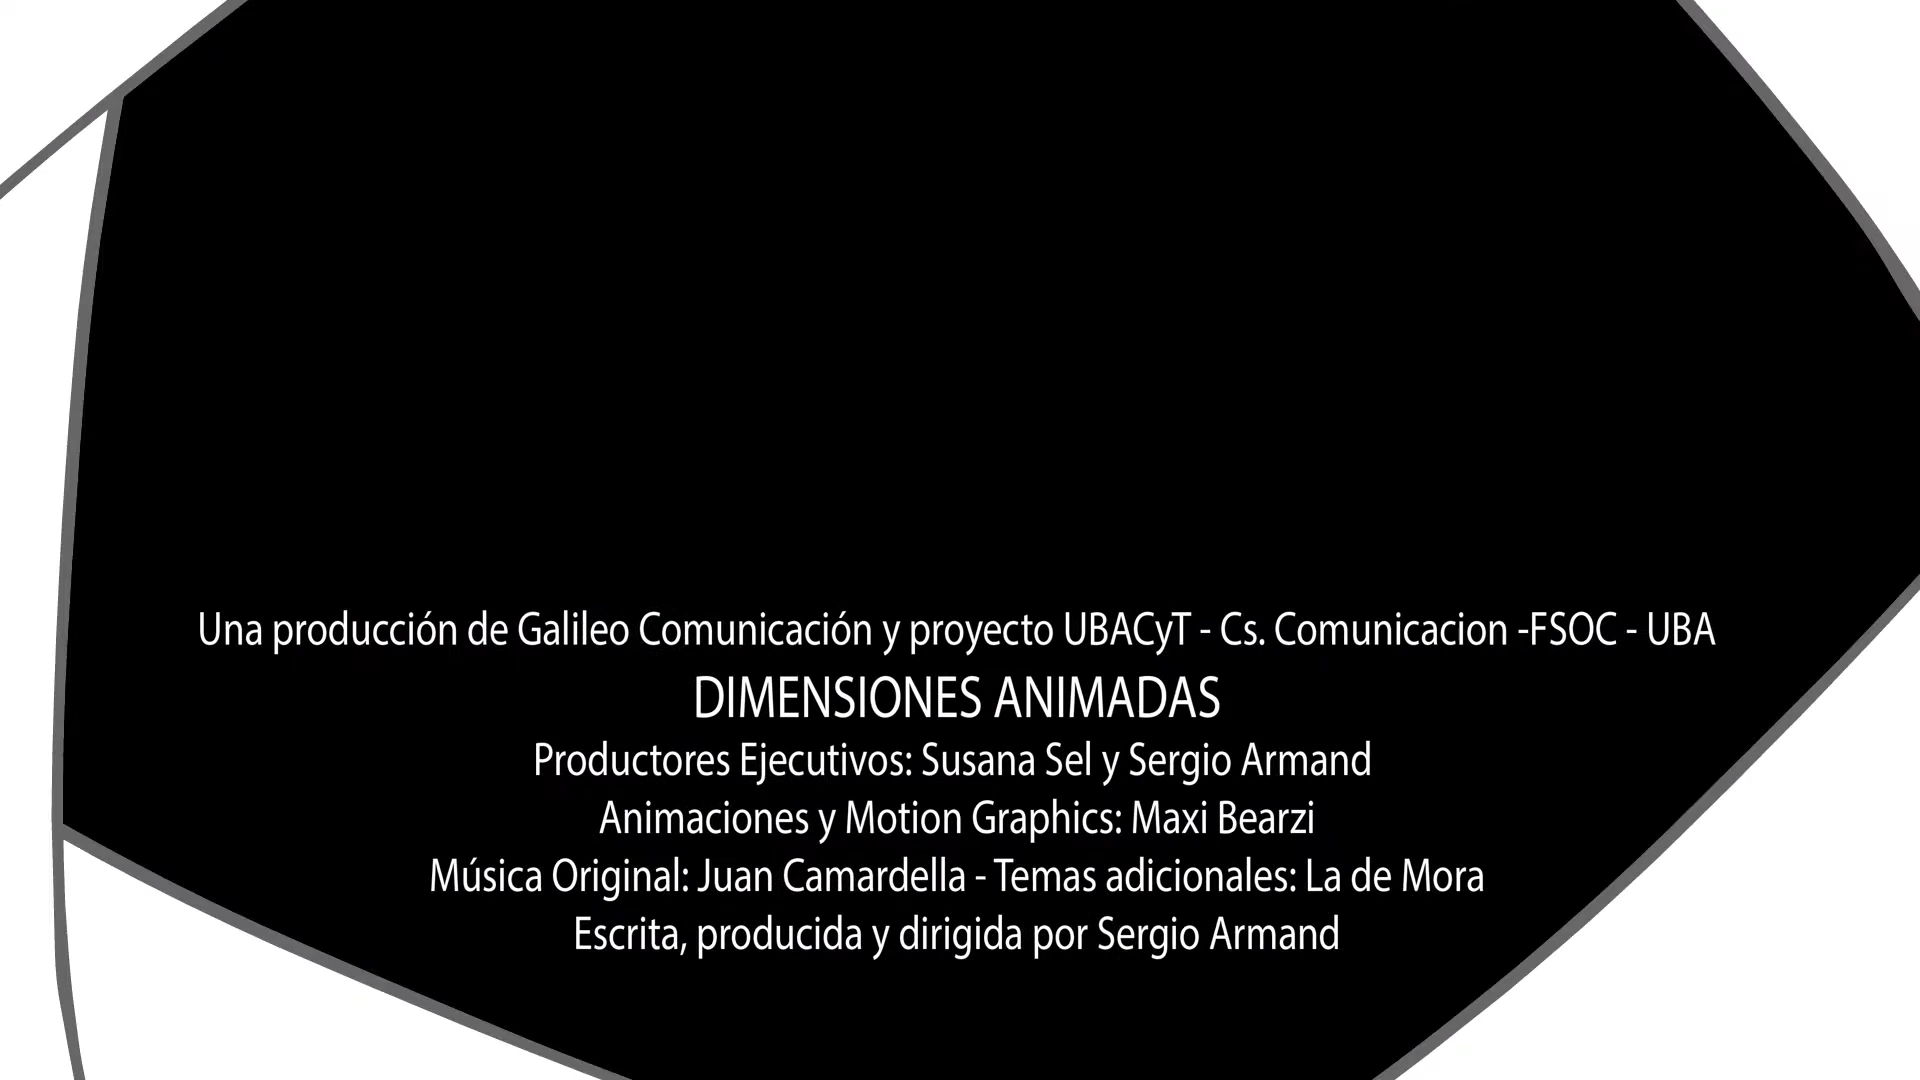 Una producción de Galileo Comunicación y proyecto UBACyT - Cs. Comunicacion -FSOC - UBA
DIMENSIONES ANIMADAS
Productores Ejecutivos: Susana Sel y Sergio Armand
Animaciones y Motion Graphics: Maxi Bearzi
Música Original: Juan Camardella - Temas adicionales: La de Mora
Escrita, producida y dirigida por Sergio Armand